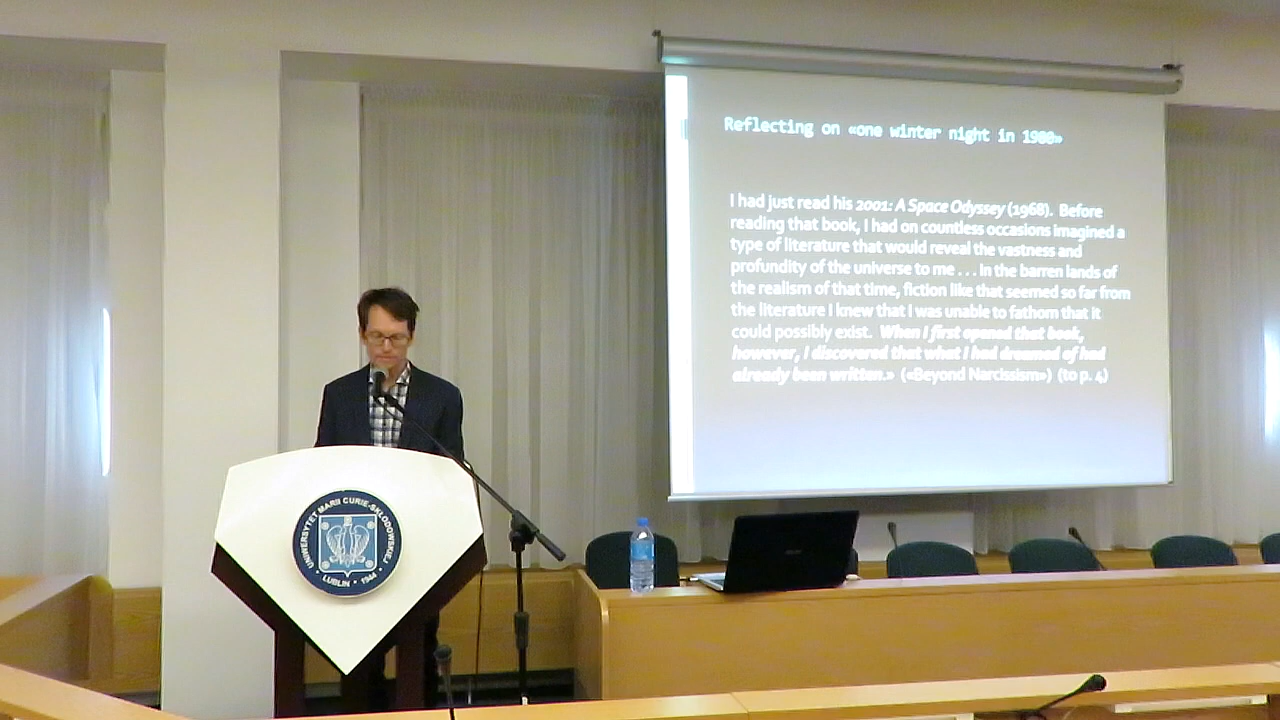 Reflecting on «one winter night in 1980»
I had just read his 2001: A Space Odyssey (1968). Before
reading that book, I had on countless occasions imagined a
type of literature that would reveal the vastness and
profundity of the universe to me . . . In the barren lands of
the realism of that time, fiction like that seemed so far from
the literature I knew that I was unable to fathom that it
could possibly exist. When I first opened that book,
however, I discovered that what I had dreamed of had
already been written.» («Beyond Narcissism») (to p. 4)
UNIWERSYTET MARII CURIE-SKŁODOWSKIEJ
LUBLIN • 1944